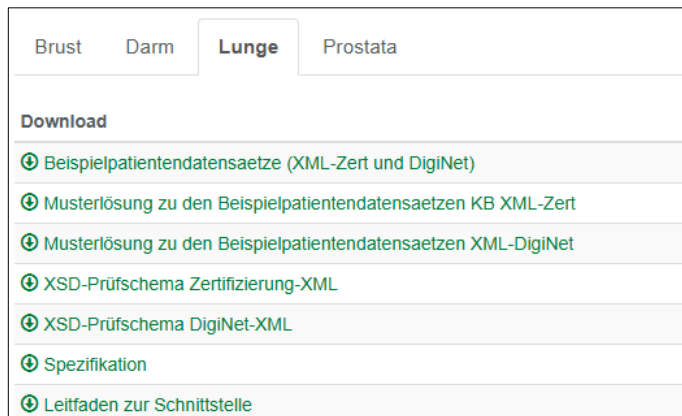 Brust Darm Lunge Prostata
Download
Beispielpatientendatensaetze (XML-Zert und DigiNet)
Musterlösung zu den Beispielpatientendatensaetzen KB XML-Zert
Musterlösung zu den Beispielpatientendatensaetzen XML-DigiNet
XSD-Prüfschema Zertifizierung-XML
XSD-Prüfschema DigiNet-XML
Spezifikation
Leitfaden zur Schnittstelle